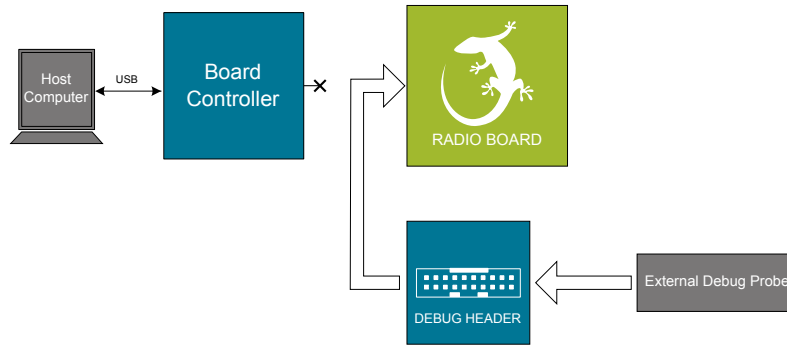 Host
Computer
USB
Board
Controller
RADIO BOARD
DEBUG HEADER
External Debug Probe